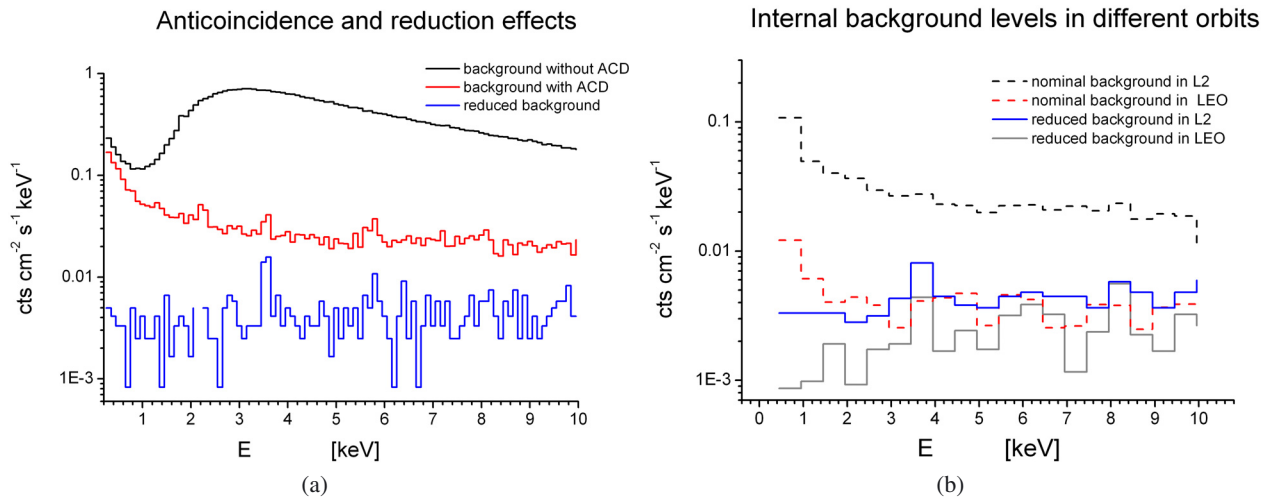 Anticoincidence and reduction effects
background without ACD
background with ACD
reduced background
cts cm⁻² s⁻¹ keV⁻¹
1
0.1
0.01
1E-3
1 2 3 4 5 6 7 8 9 10
E [keV]
(a)
Internal background levels in different orbits
nominal background in L2
nominal background in LEO
reduced background in L2
reduced background in LEO
cts cm⁻² s⁻¹ keV⁻¹
0.1
0.01
1E-3
0 1 2 3 4 5 6 7 8 9 10
E [keV]
(b)